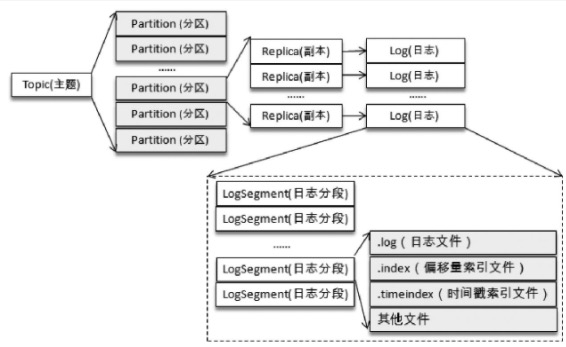 Topic(主题)
Partition (分区)
Partition (分区)
......
Partition (分区)
Partition (分区)
Partition (分区)
Replica(副本)
Replica(副本)
......
Replica(副本)
Log(日志)
Log(日志)
......
Log(日志)
LogSegment(日志分段)
LogSegment(日志分段)
......
LogSegment(日志分段)
LogSegment(日志分段)
.log（日志文件）
.index（偏移量索引文件）
.timeindex（时间戳索引文件）
其他文件